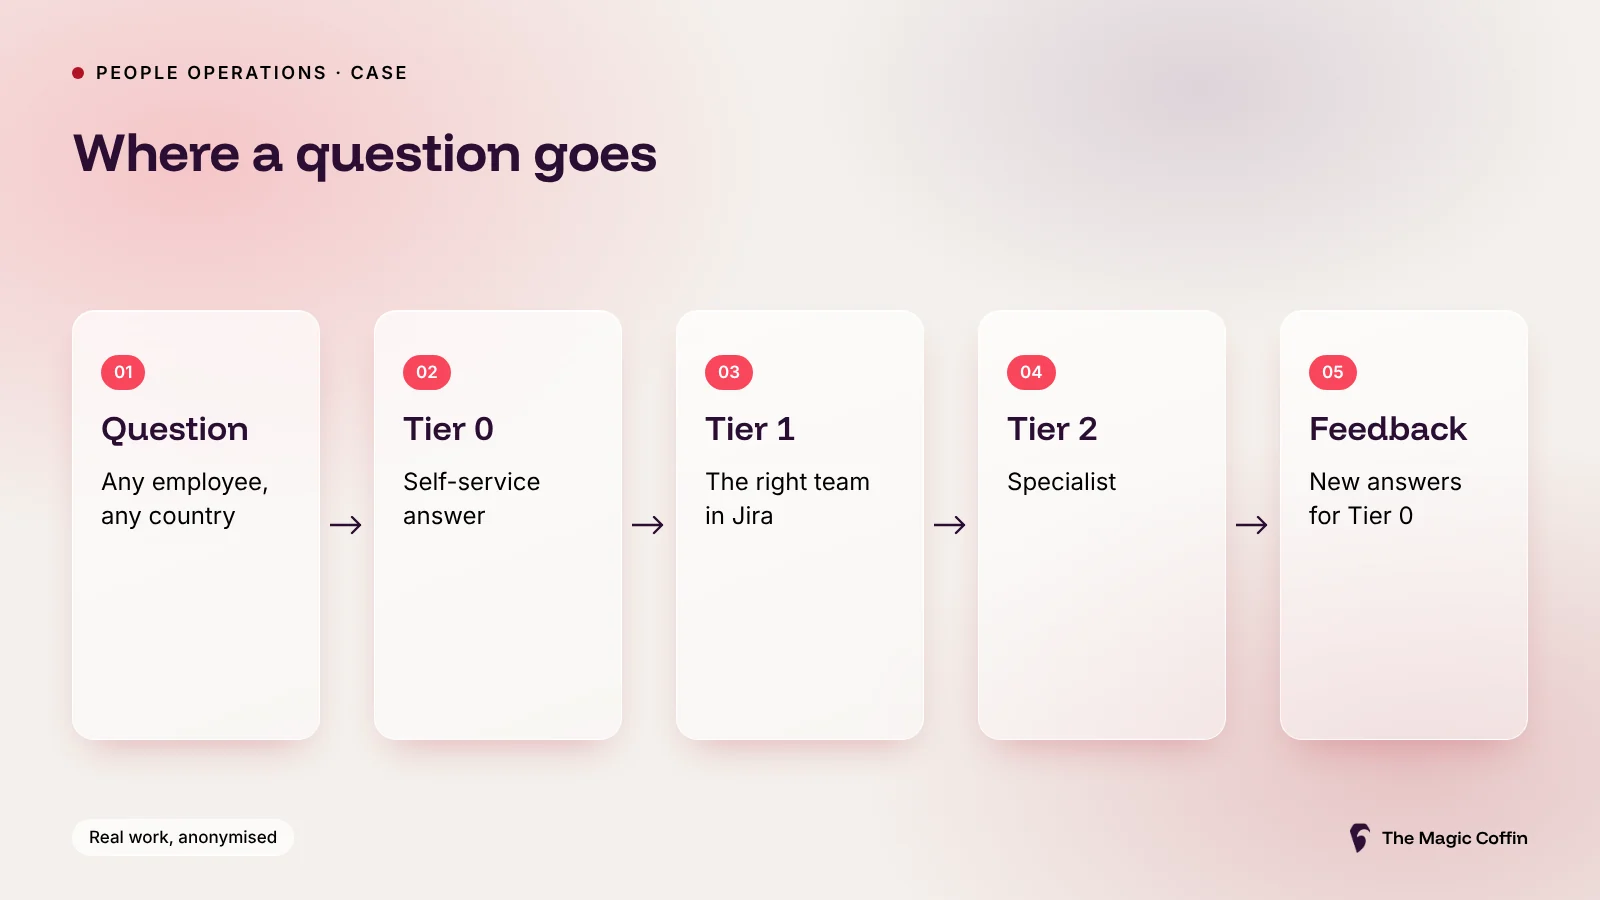 PEOPLE OPERATIONS · CASE
Where a question goes
01
Question
Any employee,
any country
02
Tier 0
Self-service
answer
03
Tier 1
The right team
in Jira
04
Tier 2
Specialist
05
Feedback
New answers
for Tier 0
Real work, anonymised
The Magic Coffin